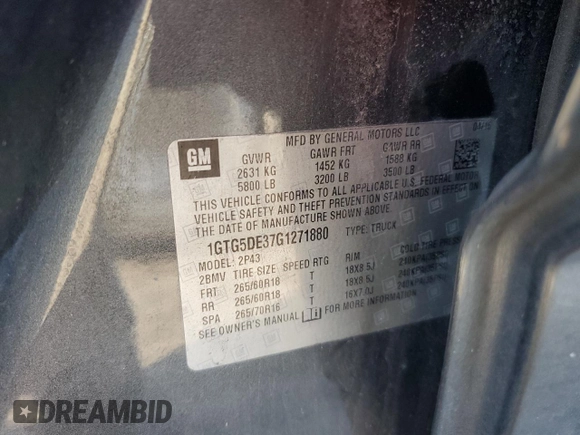 GM
MFD BY GENERAL MOTORS LLC
GVWR GAWR FRT GAWR RR
2631 KG 1452 KG 1588 KG
5800 LB 3200 LB 3500 LB
THIS VEHICLE CONFORMS TO ALL APPLICABLE U.S. FEDERAL MOTOR
VEHICLE SAFETY AND THEFT PREVENTION STANDARDS IN EFFECT ON
THE DATE OF MANUFACTURE SHOWN ABOVE.
1GTG5DE37G1271880 TYPE: TRUCK
MODEL: 2P43
2BMV TIRE SIZE SPEED RTG RIM COLD TIRE
FRT 265/60R18 T 18X8.5J
RR 265/60R18 T 18X8.5J
SPA 265/70R16 T 16X7.0J
SEE OWNER'S MANUAL FOR MORE INFORMATION
DREAMBID